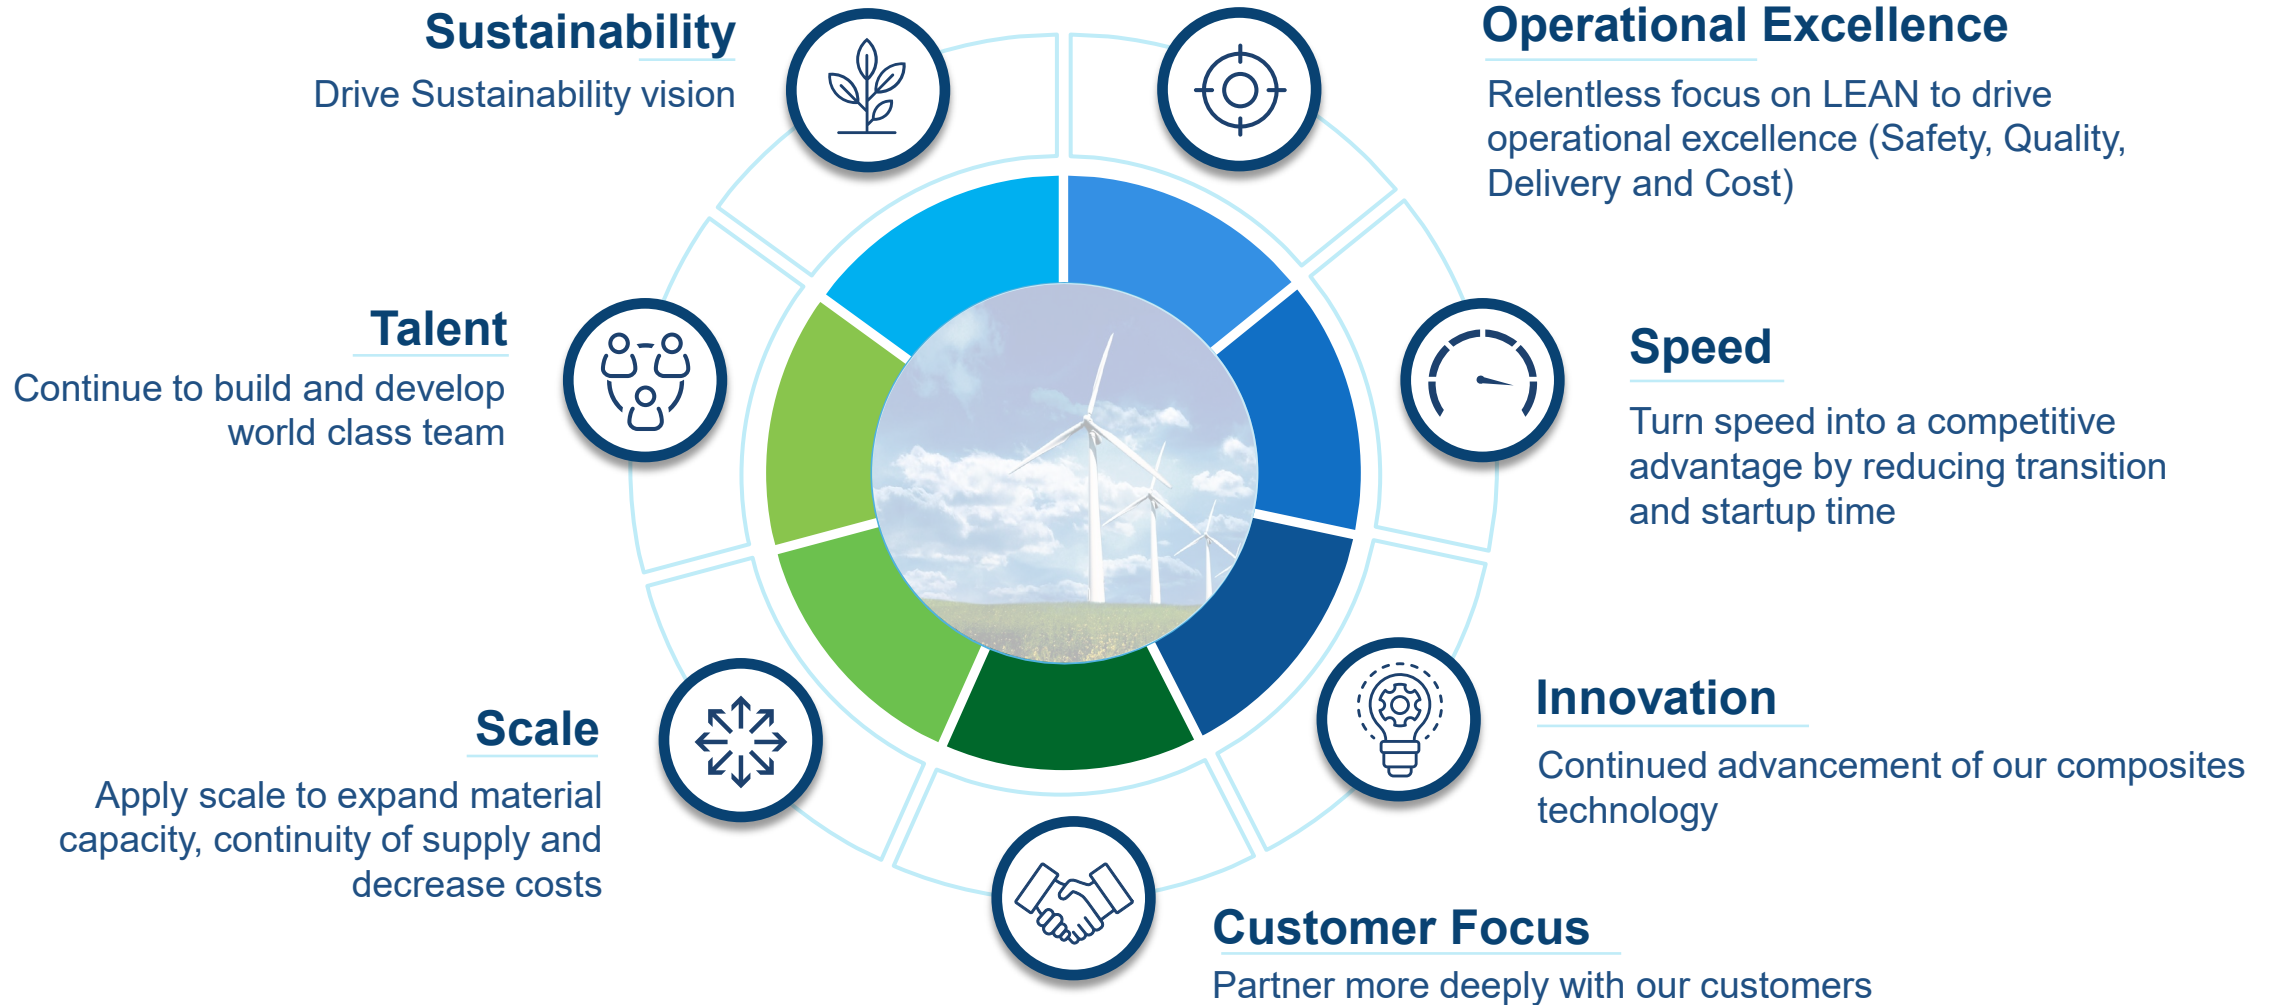 Sustainability
Drive Sustainability vision
Operational Excellence
Relentless focus on LEAN to drive
operational excellence (Safety, Quality,
Delivery and Cost)
Talent
Continue to build and develop
world class team
Speed
Turn speed into a competitive
advantage by reducing transition
and startup time
Scale
Apply scale to expand material
capacity, continuity of supply and
decrease costs
Innovation
Continued advancement of our composites
technology
Customer Focus
Partner more deeply with our customers